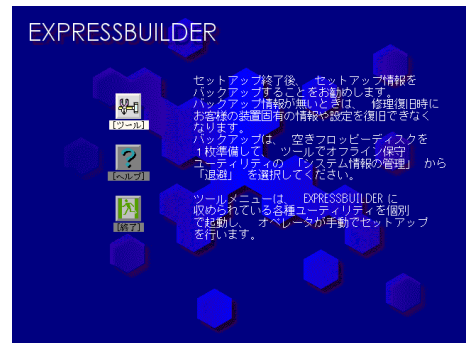 EXPRESSBUILDER
セットアップ終了後、 セットアップ情報を
バックアップすることをお勧めします。
バックアップ情報が無いときは、 修理復旧時に
お客様の装置固有の情報や設定を復旧できなく
なります。
バックアップは、 空きフロッピーディスクを
1枚準備して、 ツールでオフライン保守
ユーティリティの 「システム情報の管理」 から
「退避」 を選択してください。
[ツール]
[ヘルプ]
ツールメニューは、 EXPRESSBUILDER に
収められている各種ユーティリティを個別
で起動し、 オペレータが手動でセットアップ
を行います。
[終了]